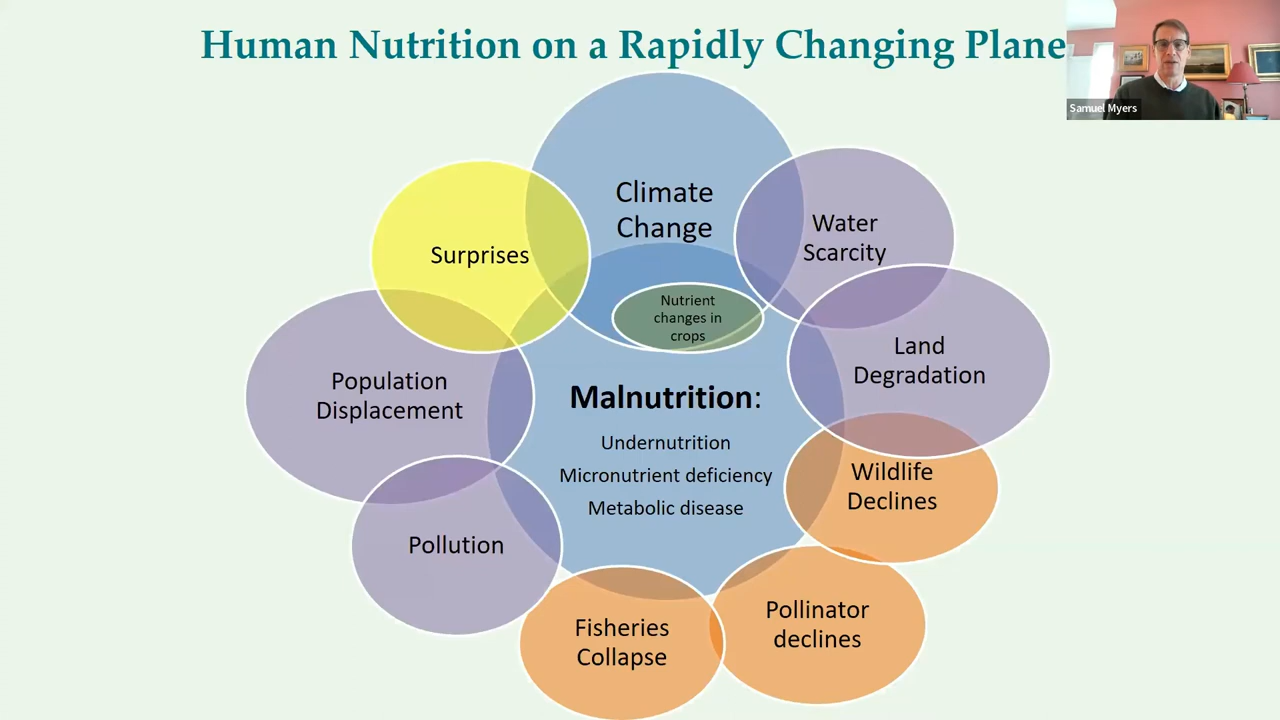 Human Nutrition on a Rapidly Changing Plane
Samuel Myers
Climate
Change
Water
Scarcity
Surprises
Nutrient
changes in
crops
Land
Degradation
Population
Displacement
Malnutrition:
Undernutrition
Micronutrient deficiency
Metabolic disease
Wildlife
Declines
Pollution
Fisheries
Collapse
Pollinator
declines